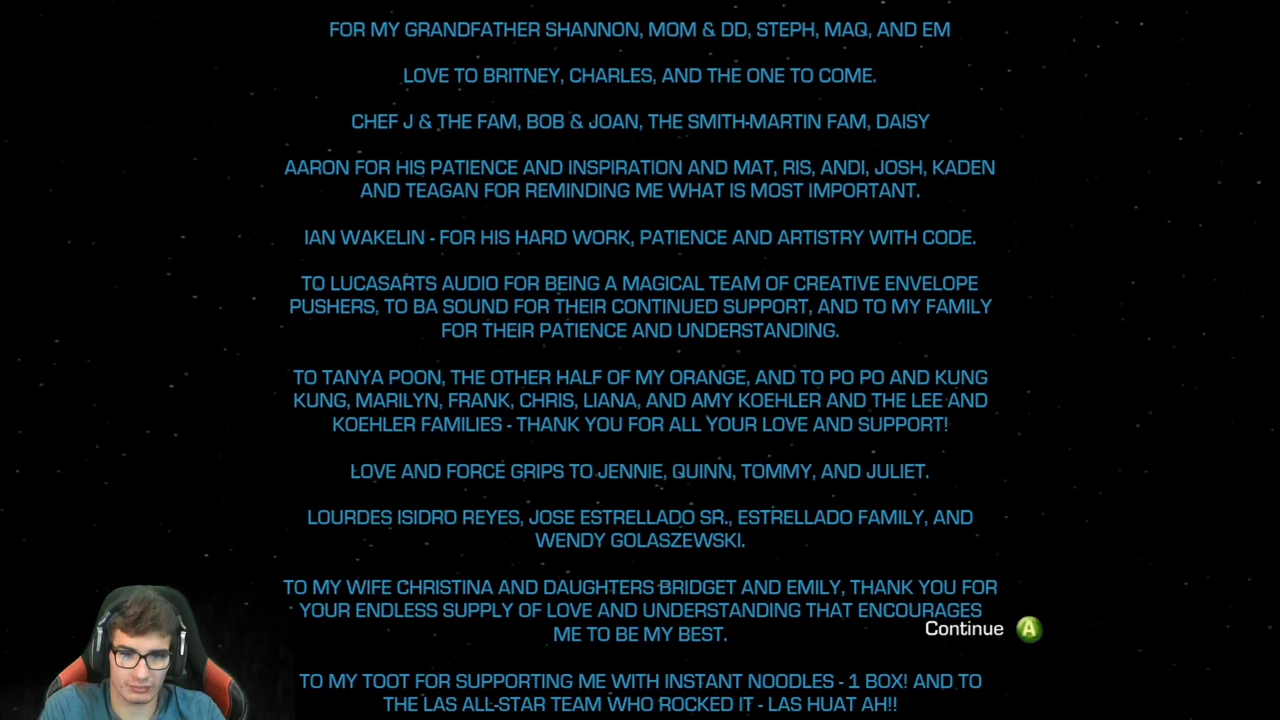 FOR MY GRANDFATHER SHANNON, MOM & DD, STEPH, MAQ, AND EM
LOVE TO BRITNEY, CHARLES, AND THE ONE TO COME.
CHEF J & THE FAM, BOB & JOAN, THE SMITH-MARTIN FAM, DAISY
AARON FOR HIS PATIENCE AND INSPIRATION AND MAT, RIS, ANDI, JOSH, KADEN
AND TEAGAN FOR REMINDING ME WHAT IS MOST IMPORTANT.
IAN WAKELIN - FOR HIS HARD WORK, PATIENCE AND ARTISTRY WITH CODE.
TO LUCASARTS AUDIO FOR BEING A MAGICAL TEAM OF CREATIVE ENVELOPE
PUSHERS, TO BA SOUND FOR THEIR CONTINUED SUPPORT, AND TO MY FAMILY
FOR THEIR PATIENCE AND UNDERSTANDING.
TO TANYA POON, THE OTHER HALF OF MY ORANGE, AND TO PO PO AND KUNG
KUNG, MARILYN, FRANK, CHRIS, LIANA, AND AMY KOEHLER AND THE LEE AND
KOEHLER FAMILIES - THANK YOU FOR ALL YOUR LOVE AND SUPPORT!
LOVE AND FORCE GRIPS TO JENNIE, QUINN, TOMMY, AND JULIET.
LOURDES ISIDRO REYES, JOSE ESTRELLADO SR., ESTRELLADO FAMILY, AND
WENDY GOLASZEWSKI.
TO MY WIFE CHRISTINA AND DAUGHTERS BRIDGET AND EMILY, THANK YOU FOR
YOUR ENDLESS SUPPLY OF LOVE AND UNDERSTANDING THAT ENCOURAGES
ME TO BE MY BEST.
Continue A
TO MY TOOT FOR SUPPORTING ME WITH INSTANT NOODLES - 1 BOX! AND TO
THE LAS ALL-STAR TEAM WHO ROCKED IT - LAS HUAT AH!!